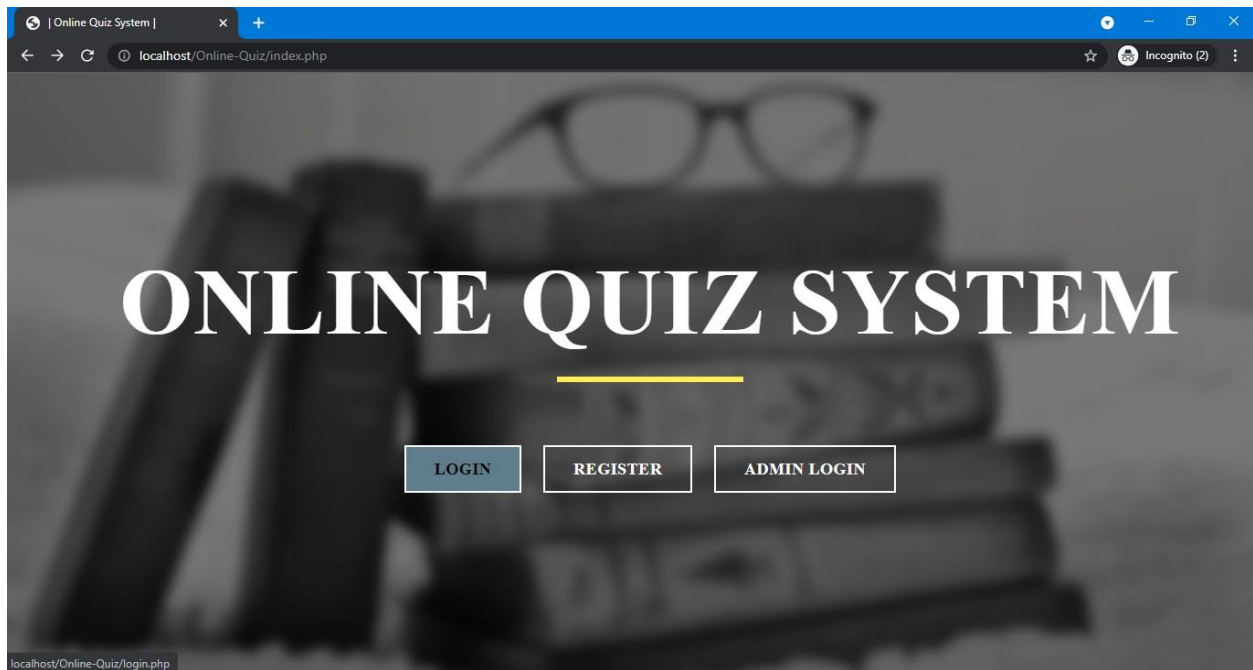 | Online Quiz System |
localhost/Online-Quiz/index.php
Incognito (2)
ONLINE QUIZ SYSTEM
LOGIN
REGISTER
ADMIN LOGIN
localhost/Online-Quiz/login.php